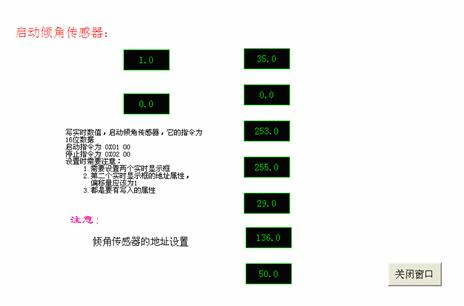 启动倾角传感器:
1.0
35.0
0.0
0.0
253.0
写实时数值,启动倾角传感器,它的指令为
16位数据
启动指令为 0X01 00
停止指令为 0X02 00
设置时需要注意:
1.需要设置两个实时显示框
2.第二个实时显示框的地址属性,
偏移量应该为1
3.都是要有写入的属性
255.0
29.0
注意:
倾角传感器的地址设置
136.0
50.0
关闭窗口